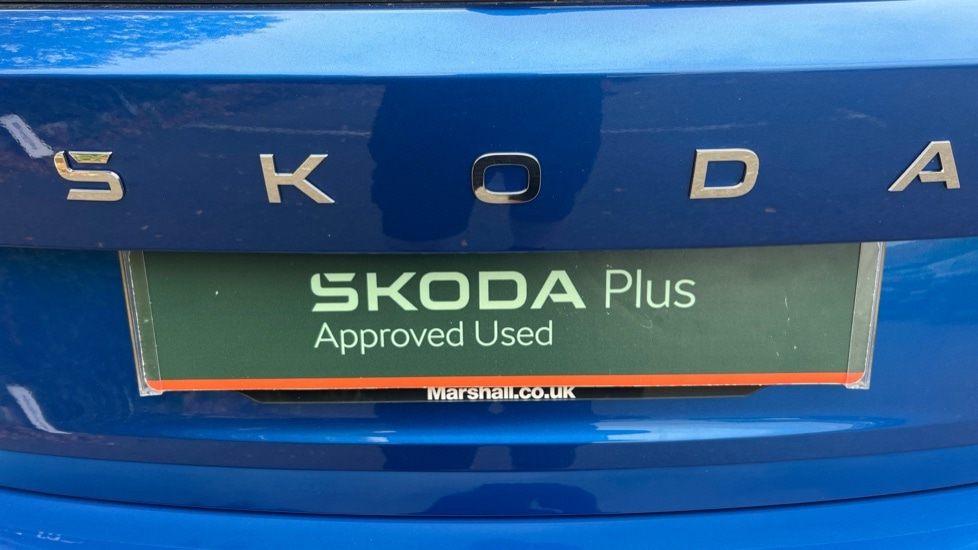 SKODA
SKODA Plus
Approved Used
Marshall.co.uk